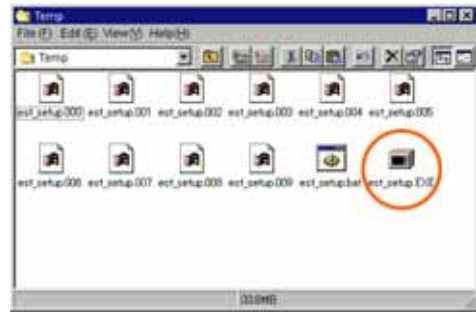 Temp
File(F) Edit(E) View(V) Help(H)
Temp
est_setup.000 est_setup.001 est_setup.002 est_setup.003 est_setup.004 est_setup.005
est_setup.006 est_setup.007 est_setup.008 est_setup.009 est_setup.bat est_setup.EXE